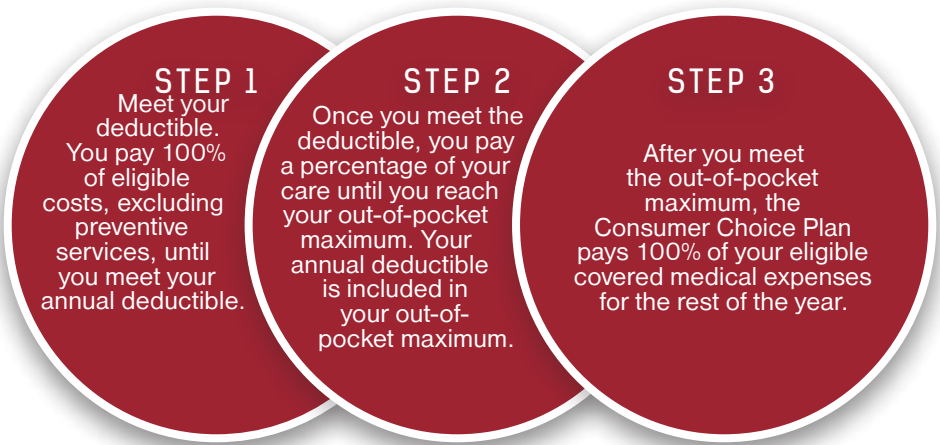 STEP 1
Meet your
deductible.
You pay 100%
of eligible
costs, excluding
preventive
services, until
you meet your
annual deductible.
STEP 2
Once you meet the
deductible, you pay
a percentage of your
care until you reach
your out-of-pocket
maximum. Your
annual deductible
is included in
your out-of-
pocket maximum.
STEP 3
After you meet
the out-of-pocket
maximum, the
Consumer Choice Plan
pays 100% of your eligible
covered medical expenses
for the rest of the year.